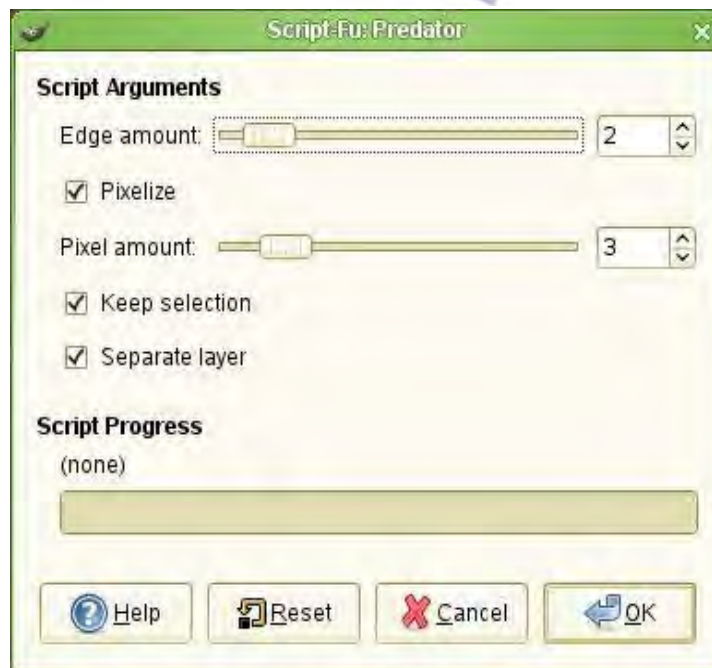 Script-Fu: Predator
Script Arguments
Edge amount: 2
Pixelize
Pixel amount: 3
Keep selection
Separate layer
Script Progress
(none)
Help Reset Cancel OK